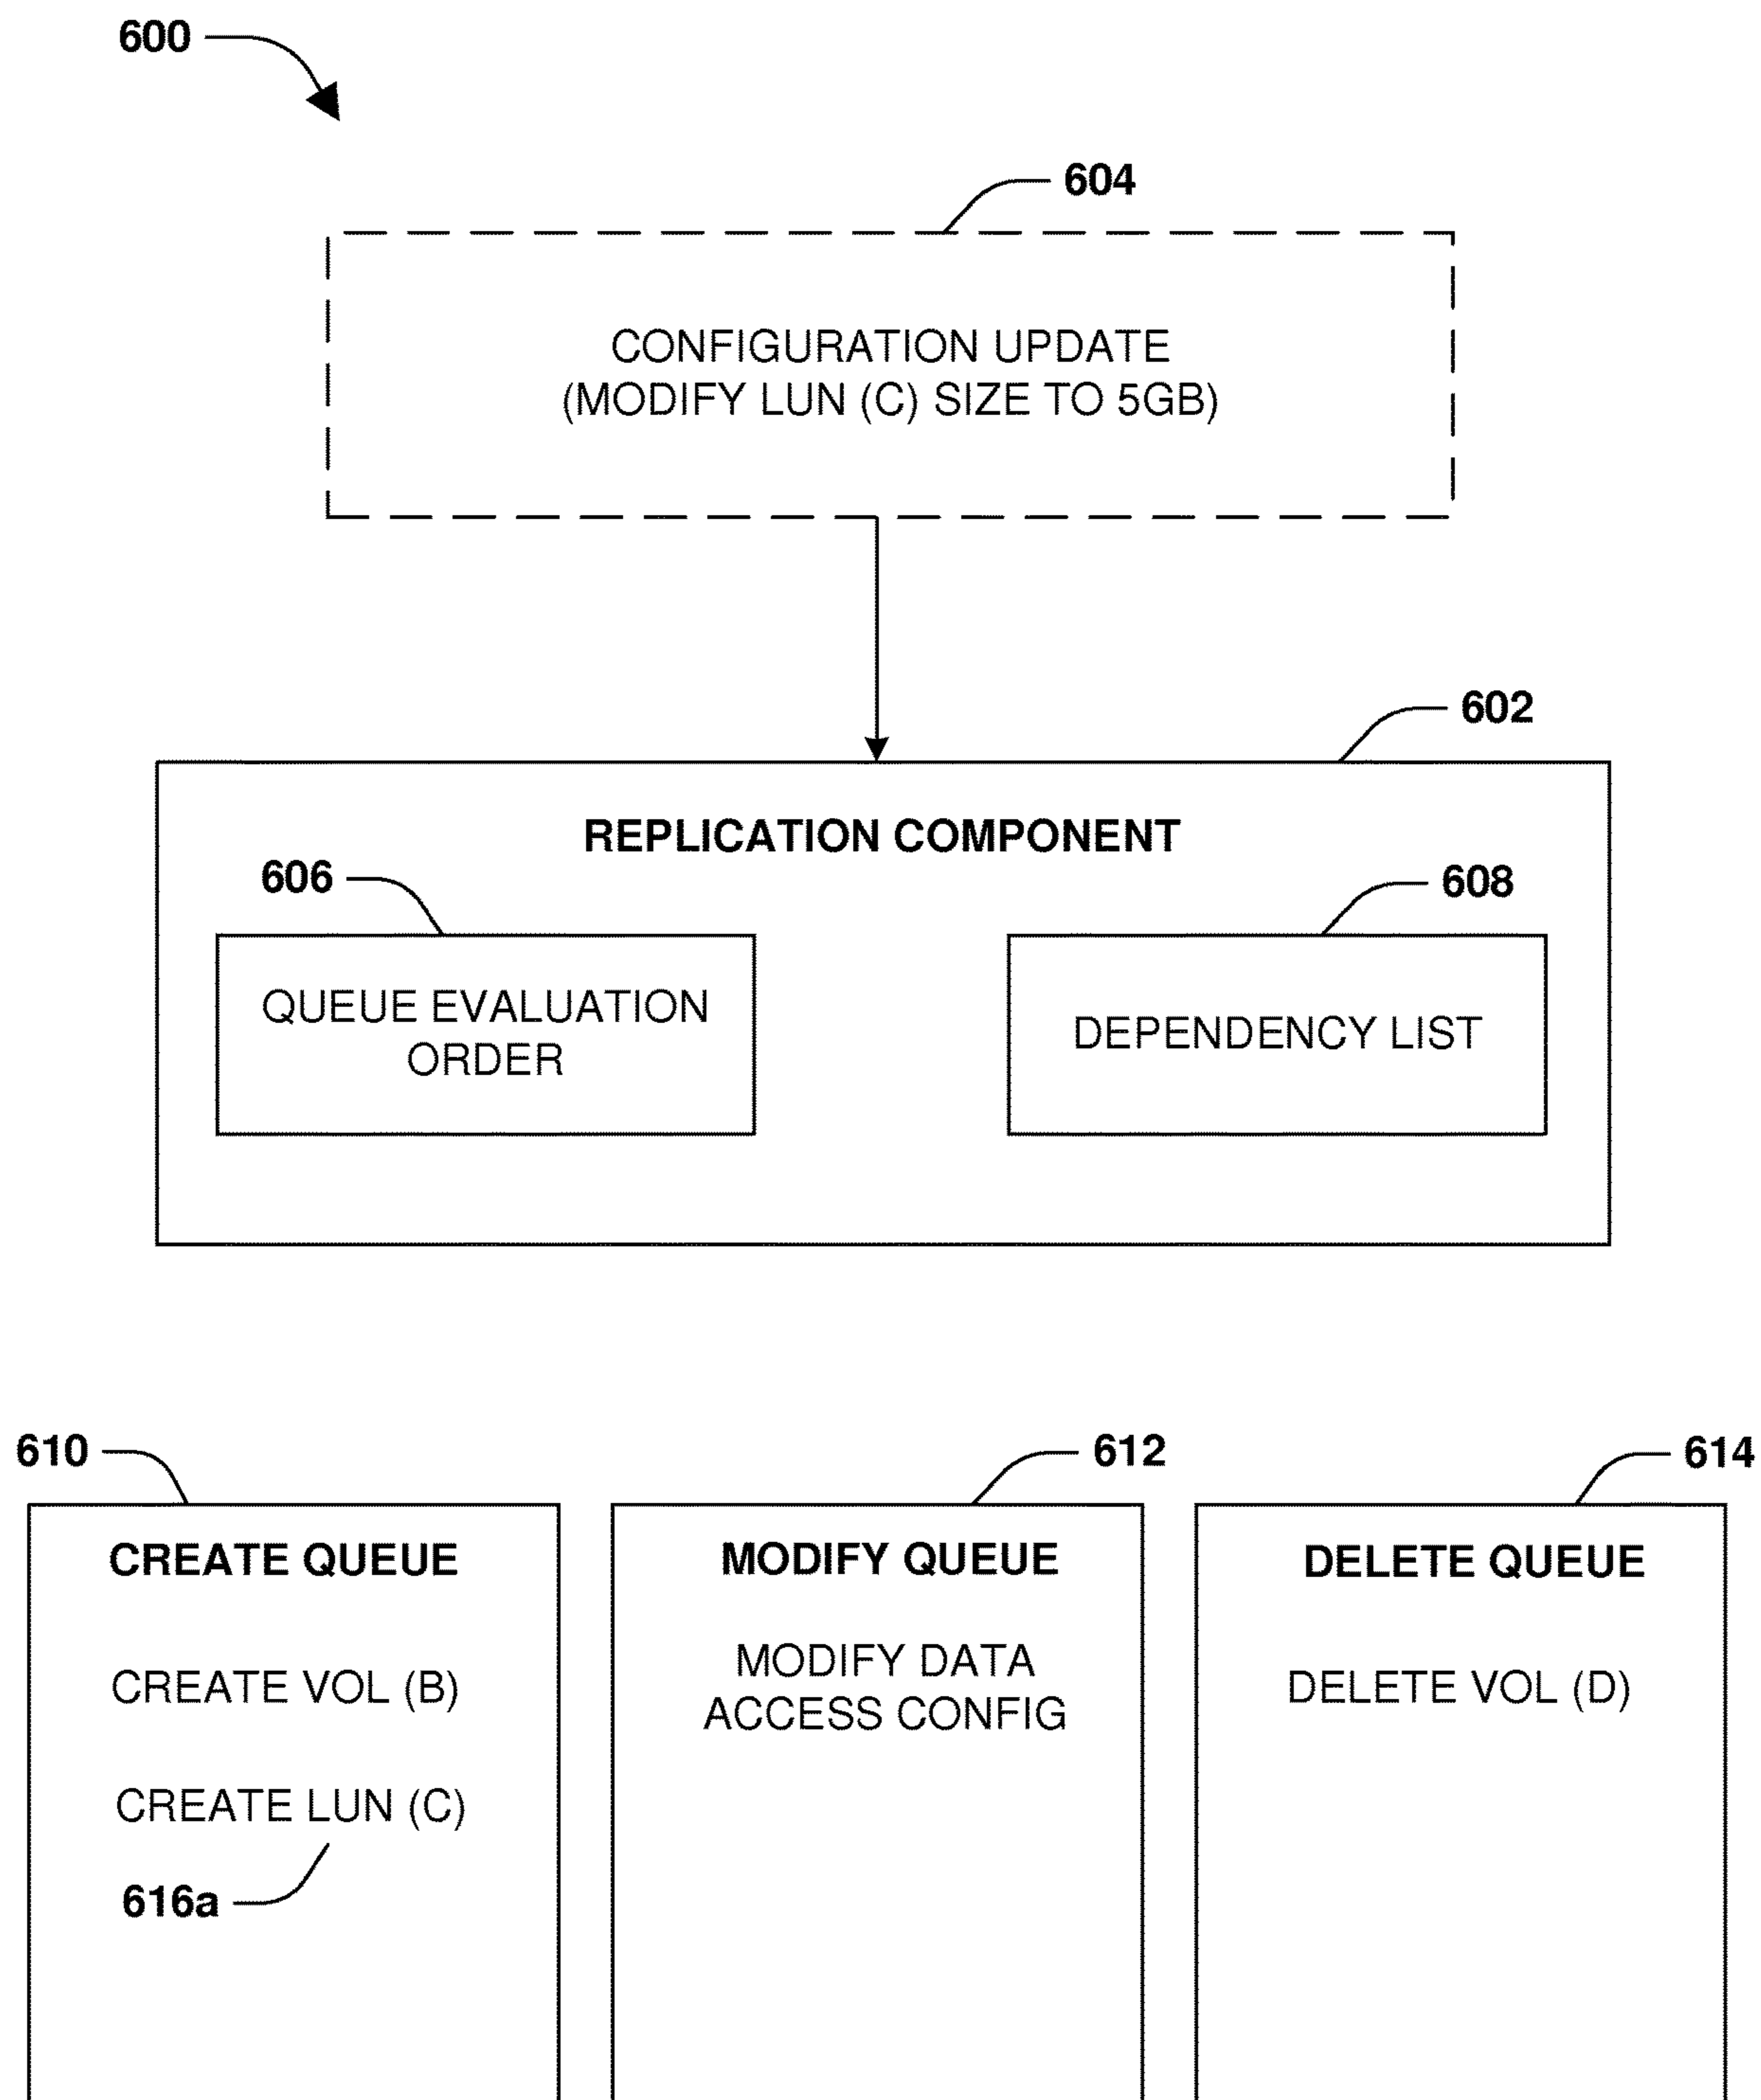 600
604
CONFIGURATION UPDATE
(MODIFY LUN (C) SIZE TO 5GB)
602
REPLICATION COMPONENT
606
608
QUEUE EVALUATION
ORDER
DEPENDENCY LIST
610
612
614
CREATE QUEUE
CREATE VOL (B)
CREATE LUN (C)
616a
MODIFY QUEUE
MODIFY DATA
ACCESS CONFIG
DELETE QUEUE
DELETE VOL (D)